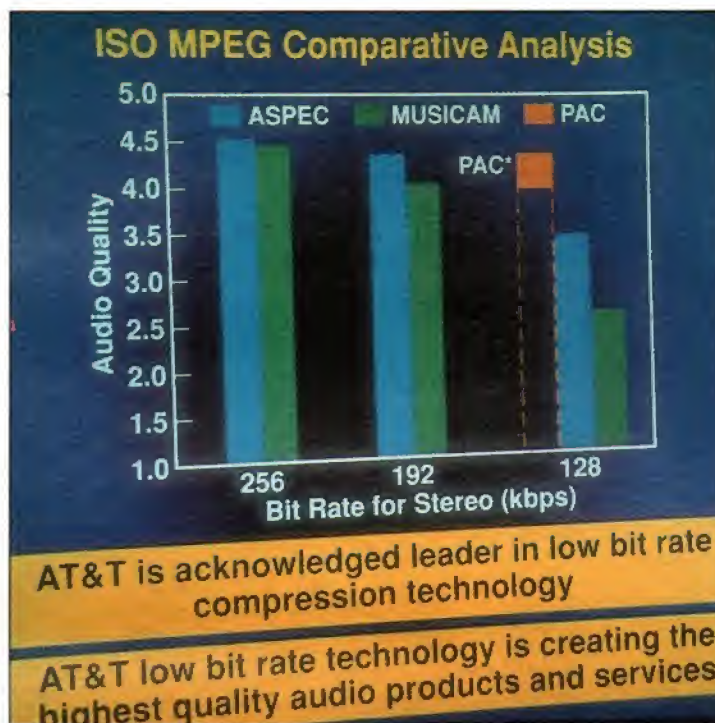 ISO MPEG Comparative Analysis
5.0
4.5
4.0
3.5
3.0
2.5
2.0
1.5
1.0
Audio Quality
ASPEC MUSICAM PAC
PAC*
256 192 128
Bit Rate for Stereo (kbps)
AT&T is acknowledged leader in low bit rate
compression technology
AT&T low bit rate technology is creating the
highest quality audio products and services